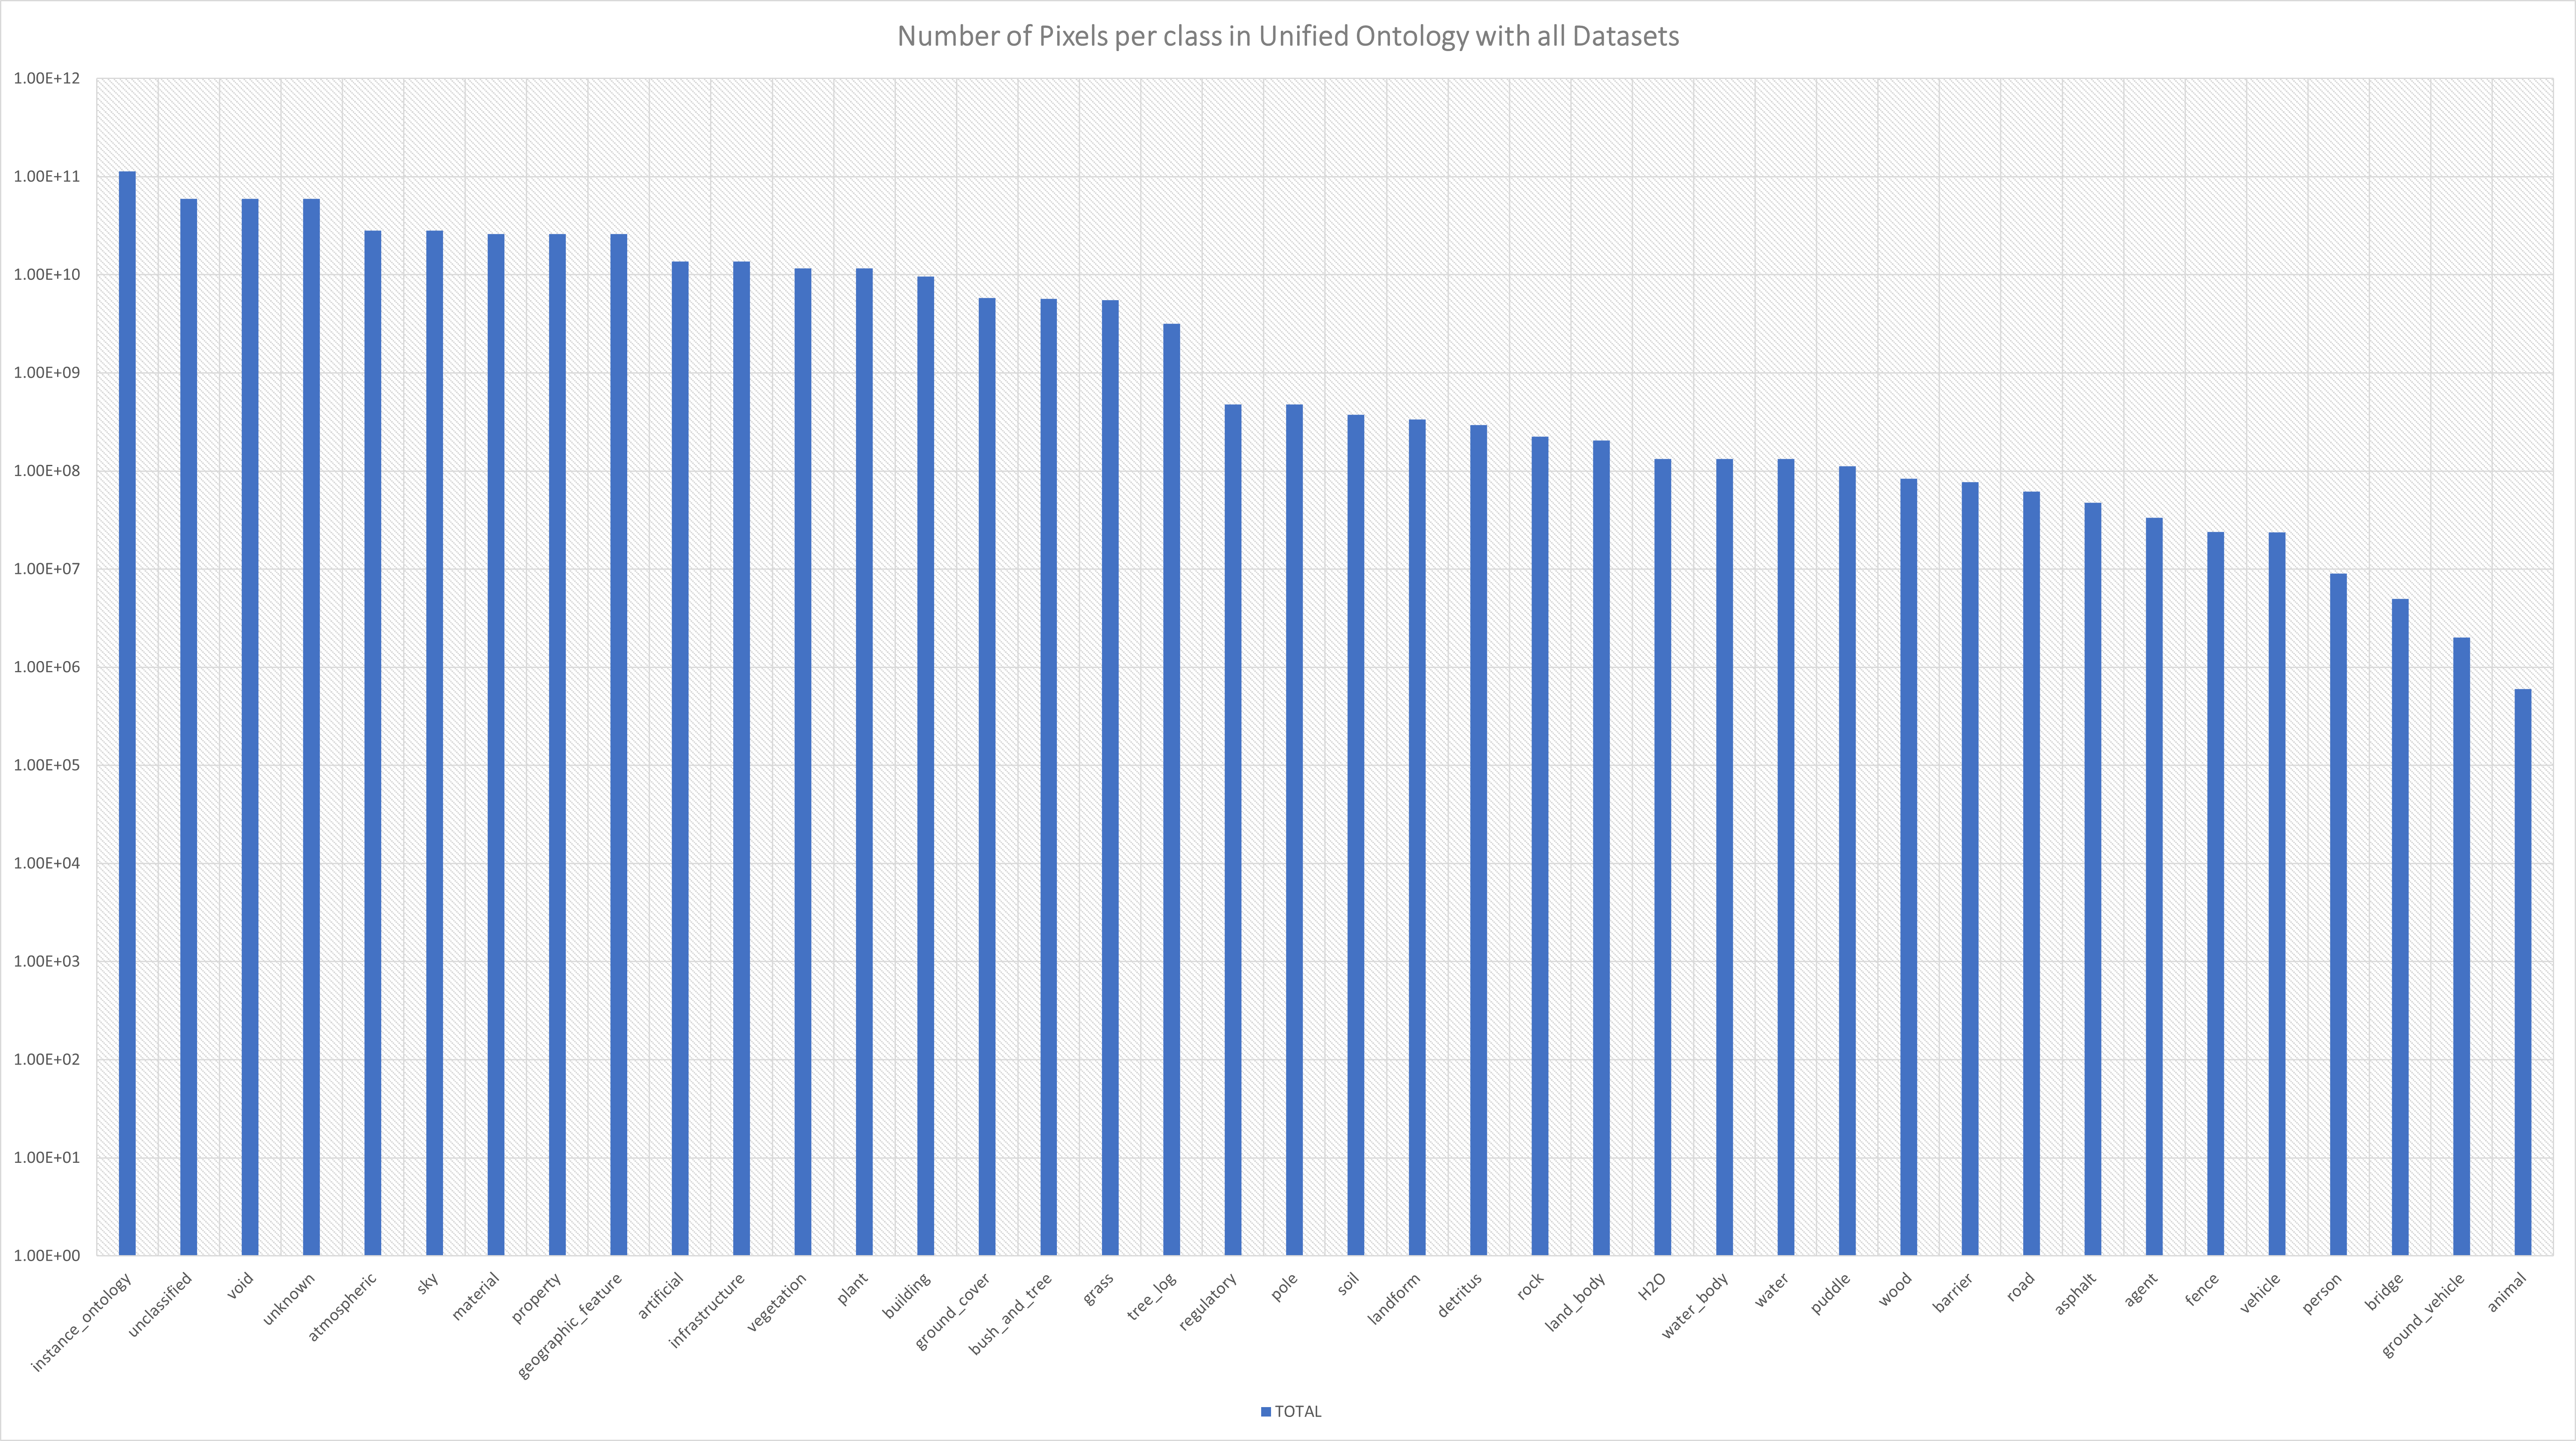 Number of Pixels per class in Unified Ontology with all Datasets
1.00E+12
1.00E+11
1.00E+10
1.00E+09
1.00E+08
1.00E+07
1.00E+06
1.00E+05
1.00E+04
1.00E+03
1.00E+02
1.00E+01
1.00E+00
instance_ontology
unclassified
void
unknown
atmospheric
sky
material
property
geographic_feature
artificial
infrastructure
vegetation
plant
building
ground_cover
bush_and_tree
grass
tree_log
regulatory
pole
soil
landform
detritus
rock
land_body
H2O
water_body
water
puddle
wood
barrier
road
asphalt
agent
fence
vehicle
person
bridge
ground_vehicle
animal
TOTAL